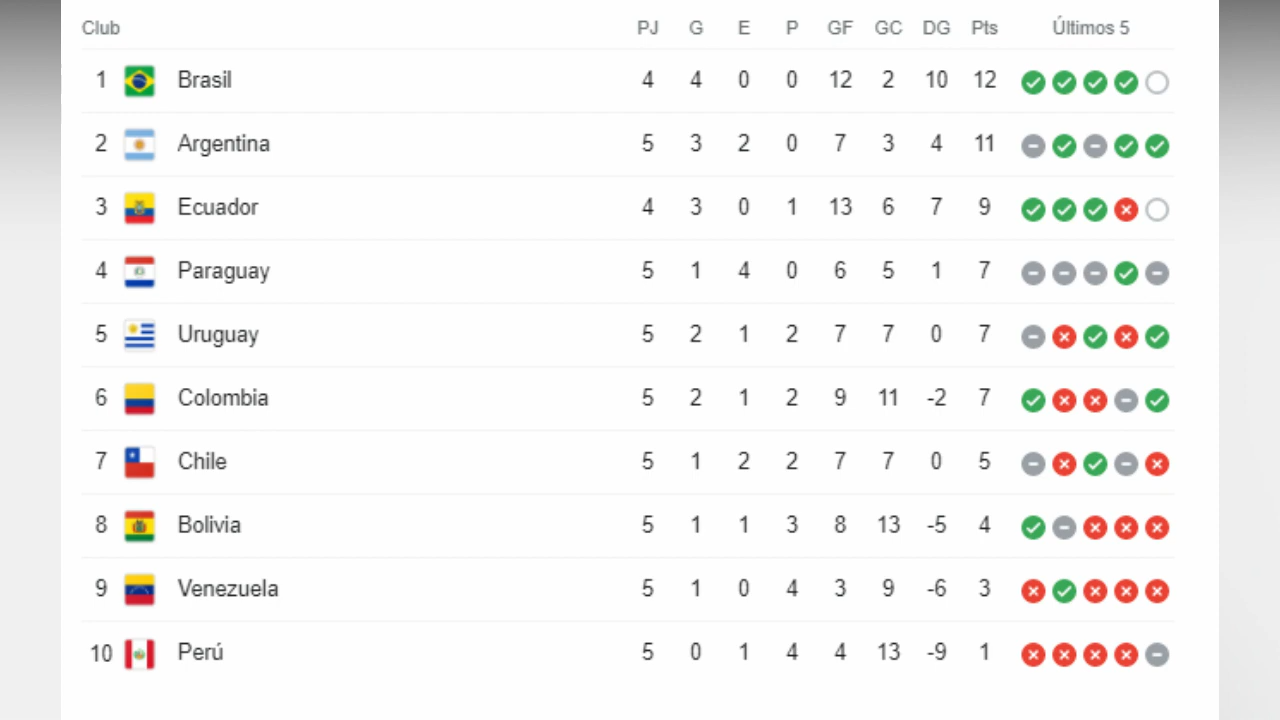 Club PJ G E P GF GC DG Pts Últimos 5
1 Brasil 4 4 0 0 12 2 10 12
2 Argentina 5 3 2 0 7 3 4 11
3 Ecuador 4 3 0 1 13 6 7 9
4 Paraguay 5 1 4 0 6 5 1 7
5 Uruguay 5 2 1 2 7 7 0 7
6 Colombia 5 2 1 2 9 11 -2 7
7 Chile 5 1 2 2 7 7 0 5
8 Bolivia 5 1 1 3 8 13 -5 4
9 Venezuela 5 1 0 4 3 9 -6 3
10 Perú 5 0 1 4 4 13 -9 1